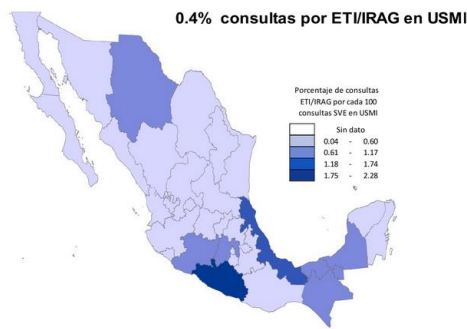 0.4% consultas por ETI/IRAG en USMI
Porcentaje de consultas
ETI/IRAG por cada 100
consultas SVE en USMI
Sin dato
0.04 - 0.60
0.61 - 1.17
1.18 - 1.74
1.75 - 2.28